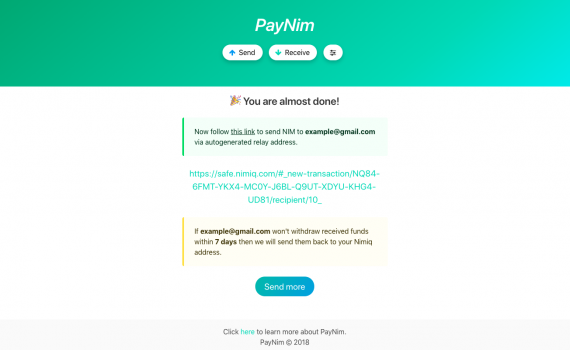 PayNim
Send
Receive
🎉 You are almost done!
Now follow this link to send NIM to example@gmail.com
via autogenerated relay address.
https://safe.nimiq.com/#_new-transaction/NQ84-
6FMT-YKX4-MC0Y-J6BL-Q9UT-XDYU-KHG4-
UD81/recipient/10_
If example@gmail.com won't withdraw received funds
within 7 days then we will send them back to your Nimiq
address.
Send more
Click here to learn more about PayNim.
PayNim © 2018